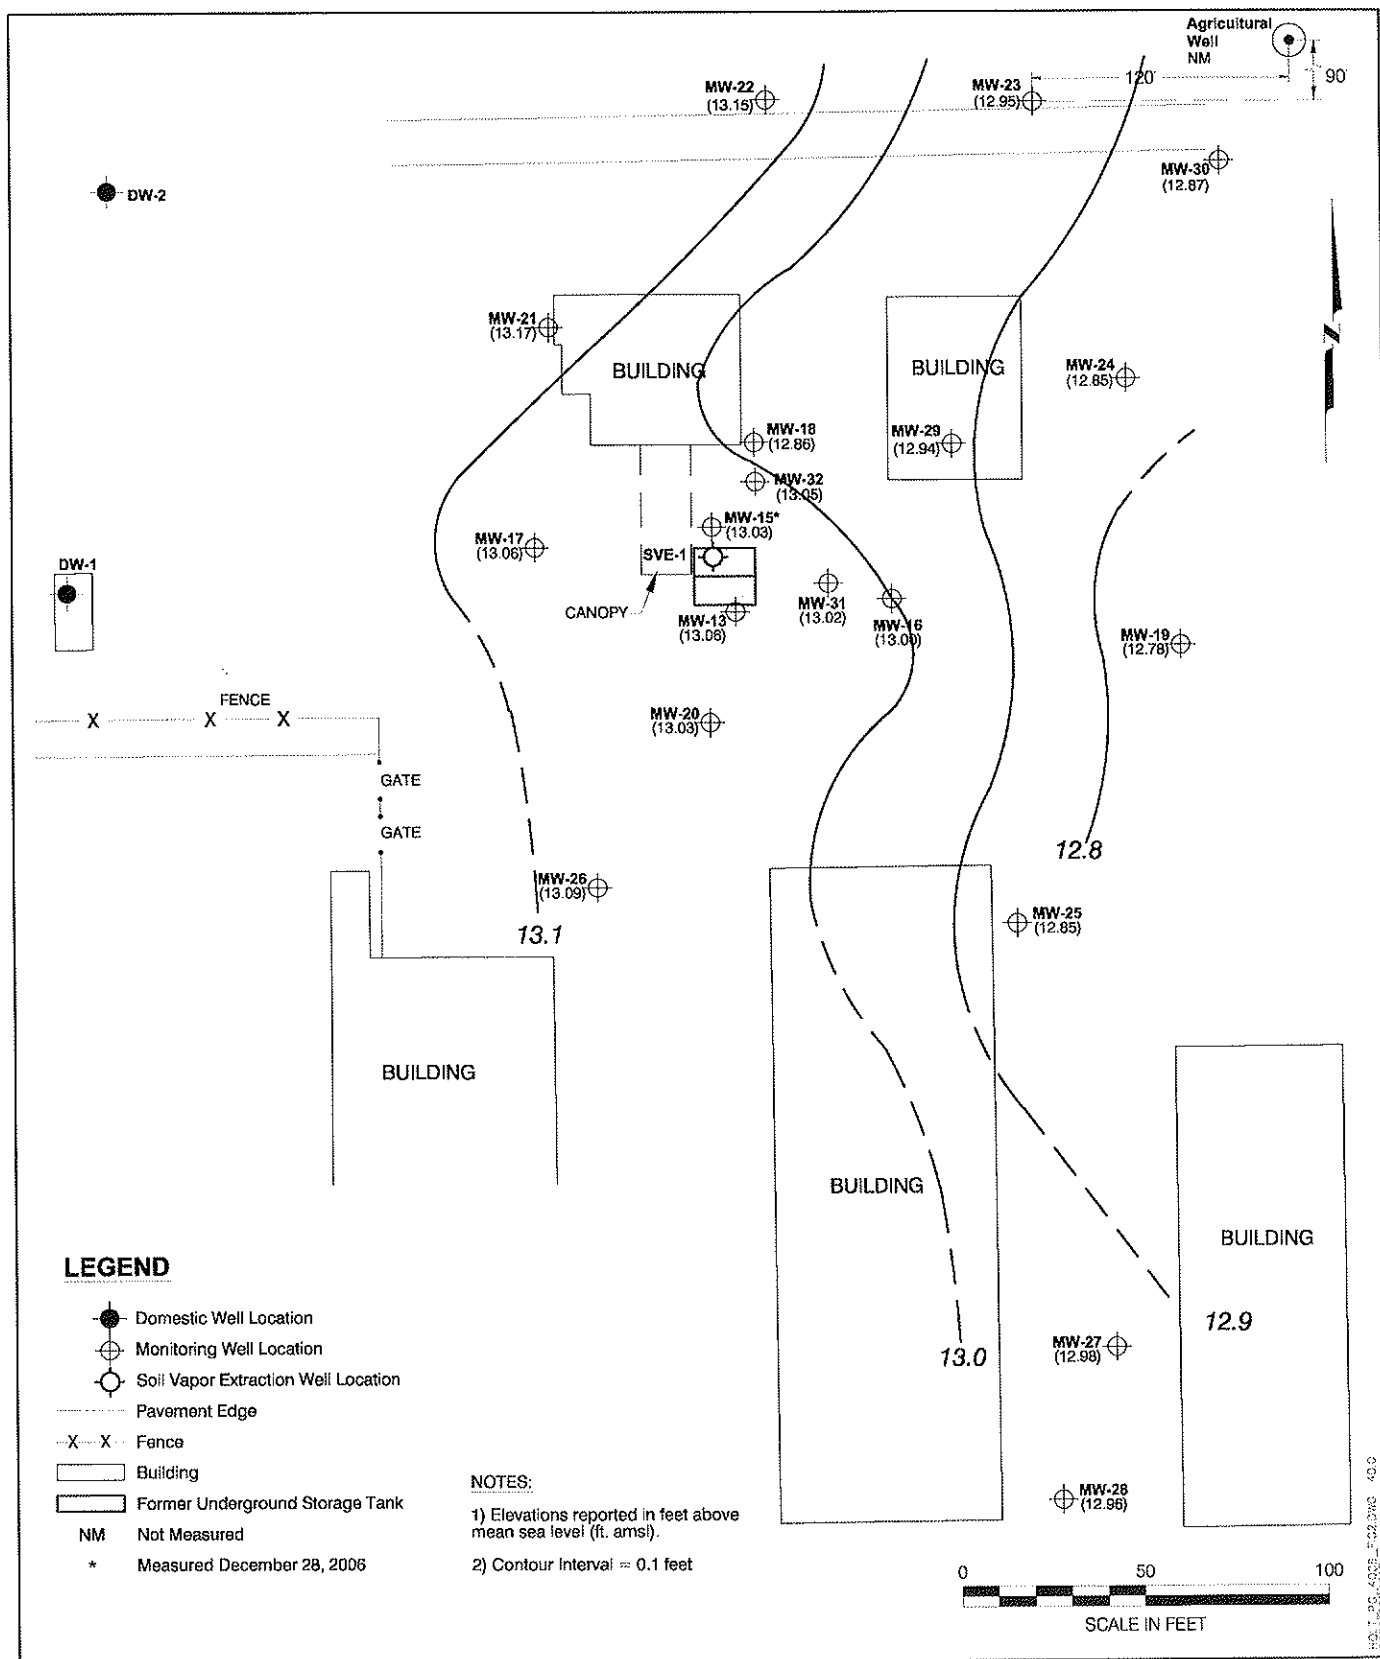 Agricultural
Well
NM
120'
90'
MW-22
(13.15)
MW-23
(12.95)
MW-30
(12.87)
DW-2
MW-21
(13.17)
BUILDING
BUILDING
MW-24
(12.85)
MW-18
(12.86)
MW-29
(12.94)
MW-32
(13.05)
MW-15*
(13.03)
MW-17
(13.06)
SVE-1
DW-1
CANOPY
MW-13
(13.06)
MW-31
(13.02)
MW-16
(13.00)
MW-19
(12.78)
FENCE
X X X
MW-20
(13.03)
GATE
GATE
12.8
MW-26
(13.09)
13.1
MW-25
(12.85)
BUILDING
BUILDING
BUILDING
12.9
13.0
MW-27
(12.98)
MW-28
(12.96)
LEGEND
Domestic Well Location
Monitoring Well Location
Soil Vapor Extraction Well Location
Pavement Edge
X X Fence
Building
Former Underground Storage Tank
NM Not Measured
* Measured December 28, 2006
NOTES:
1) Elevations reported in feet above
mean sea level (ft. amsl).
2) Contour Interval = 0.1 feet
0 50 100
SCALE IN FEET